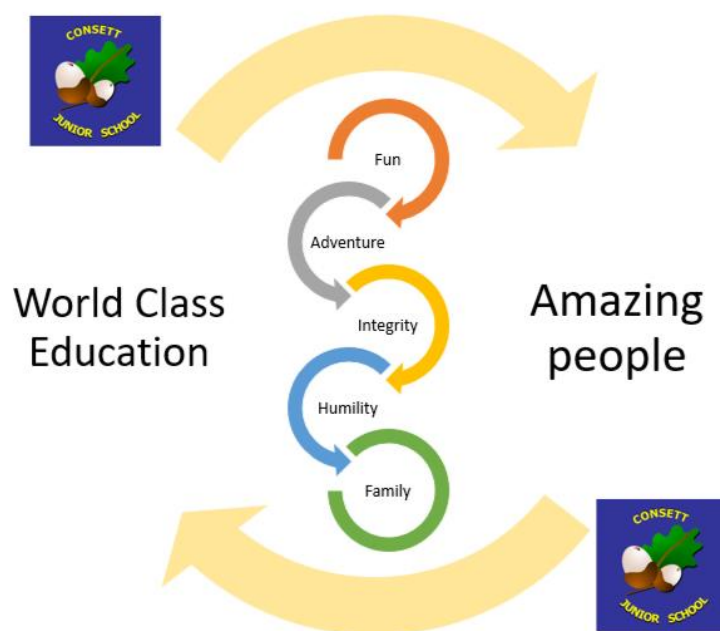 CONSETT
JUNIOR SCHOOL
Fun
Adventure
World Class
Education
Integrity
Amazing
people
Humility
Family
CONSETT
JUNIOR SCHOOL